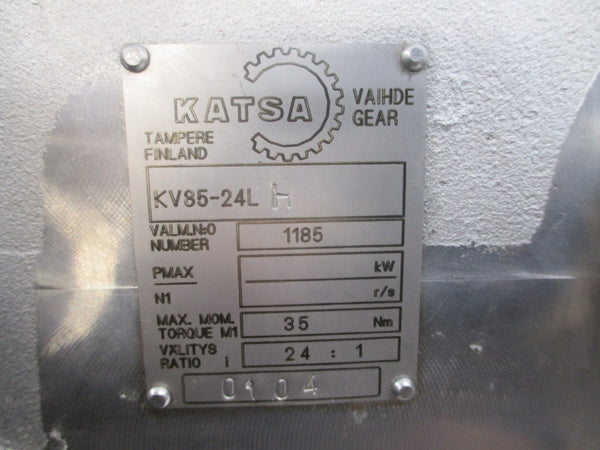 KATSA
VAIHDE
GEAR
TAMPERE
FINLAND
KV85-24L H
VALM.N:O
NUMBER
1185
PMAX
kW
N1
r/s
MAX. MOM.
TORQUE M1
35 Nm
VÄLITYS
RATIO i
24 : 1
0104